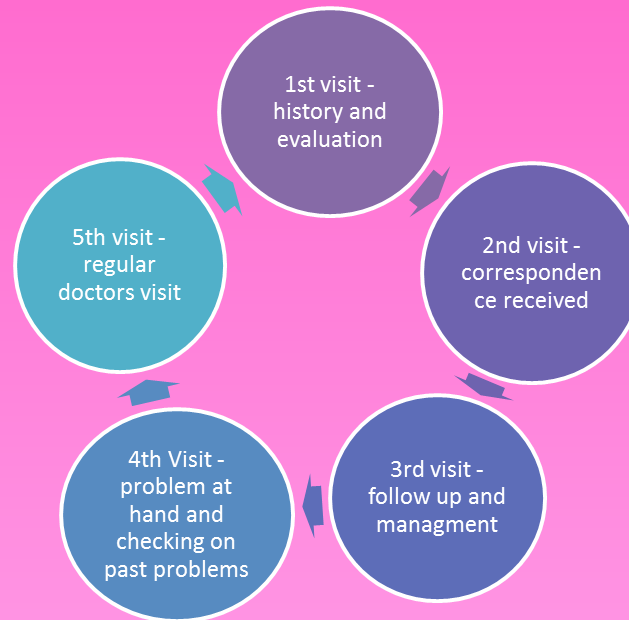 1st visit -
history and
evaluation
2nd visit -
corresponden
ce received
3rd visit -
follow up and
managment
4th Visit -
problem at
hand and
checking on
past problems
5th visit -
regular
doctors visit